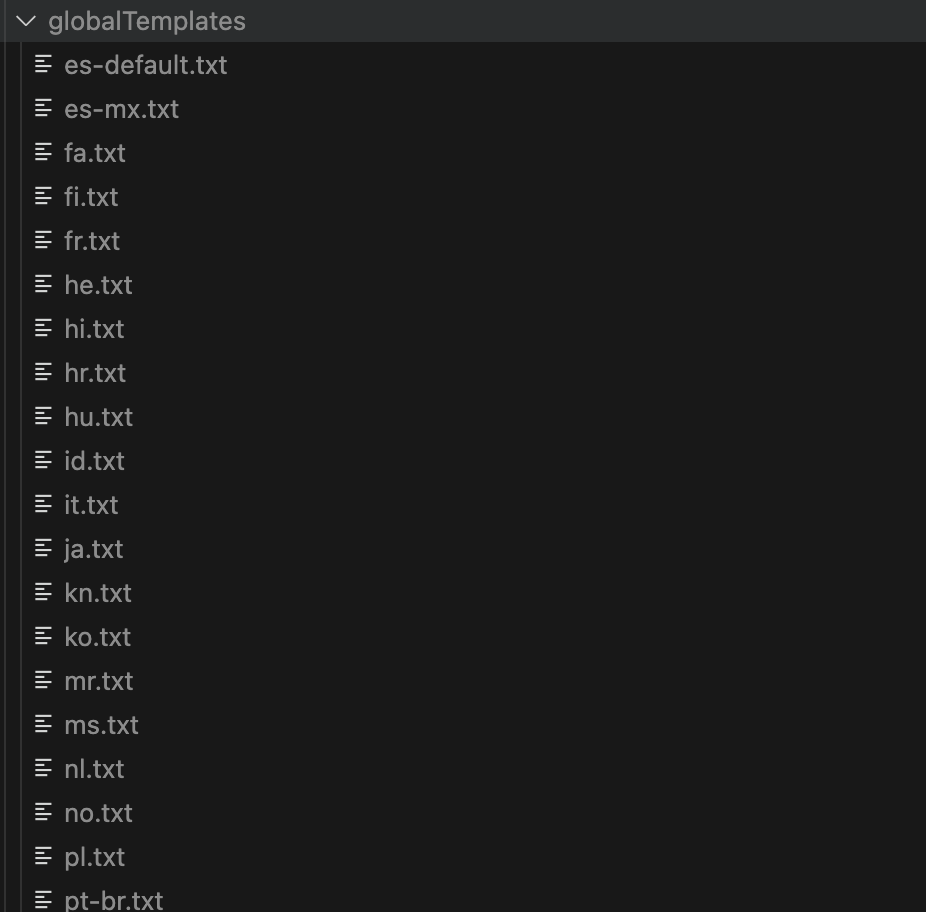 globalTemplates
es-default.txt
es-mx.txt
fa.txt
fi.txt
fr.txt
he.txt
hi.txt
hr.txt
hu.txt
id.txt
it.txt
ja.txt
kn.txt
ko.txt
mr.txt
ms.txt
nl.txt
no.txt
pl.txt
pt-br.txt